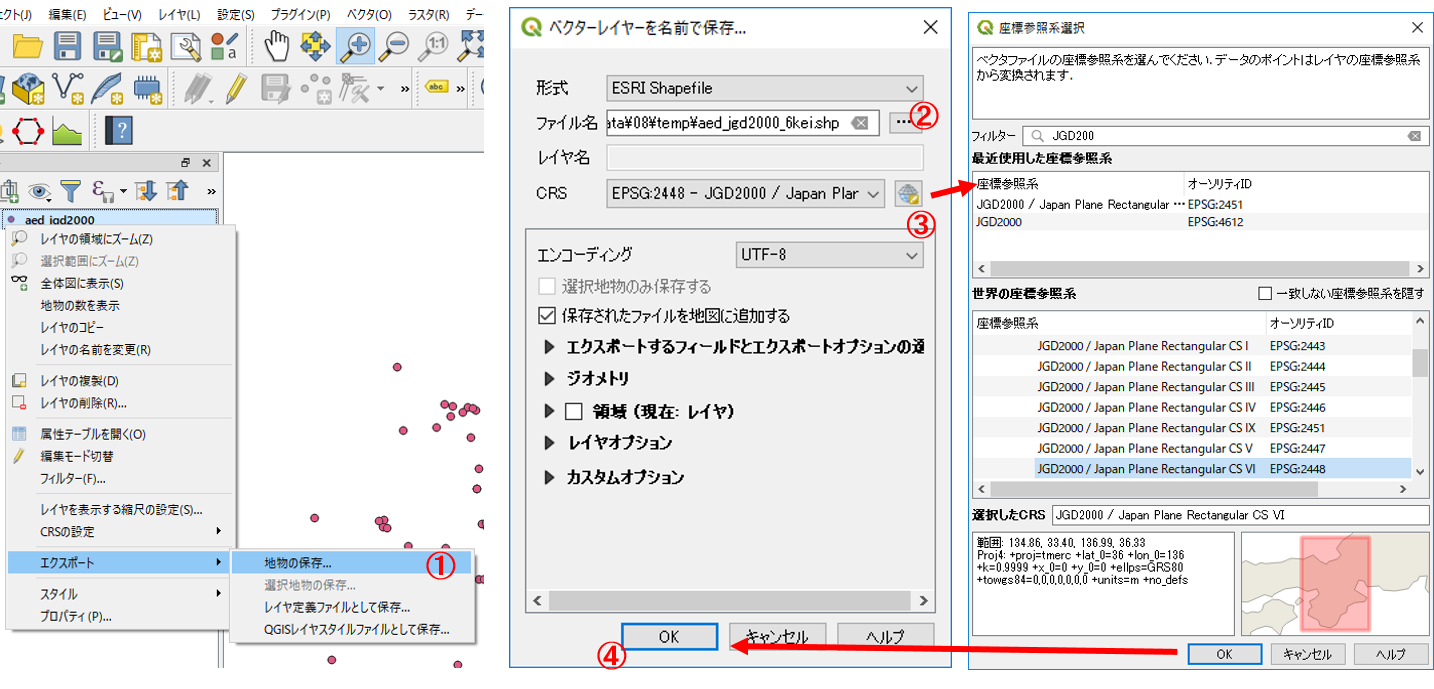 ェクト(J) 編集(E) ビュー(V) レイヤ(L) 設定(S) プラグイン(P) ベクタ(O) ラスタ(R) デー
a
1:1
abc
?
aed_jgd2000
レイヤの領域にズーム(Z)
選択範囲にズーム(Z)
全体図に表示(S)
地物の数を表示
レイヤのコピー
レイヤの名前を変更(R)
レイヤの複製(D)
レイヤの削除(R)...
属性テーブルを開く(O)
編集モード切替
フィルター(F)...
レイヤを表示する縮尺の設定(S)...
CRSの設定
エクスポート
スタイル
プロパティ(P)...
地物の保存... ①
選択地物の保存...
レイヤ定義ファイルとして保存...
QGISレイヤスタイルファイルとして保存...
ベクターレイヤーを名前で保存...
形式 ESRI Shapefile
ファイル名 ata¥08¥temp¥aed_jgd2000_6kei.shp ... ②
レイヤ名
CRS EPSG:2448 - JGD2000 / Japan Plar
③
エンコーディング UTF-8
選択地物のみ保存する
保存されたファイルを地図に追加する
エクスポートするフィールドとエクスポートオプションの選
ジオメトリ
領域 (現在: レイヤ)
レイヤオプション
カスタムオプション
④ OK キャンセル ヘルプ
座標参照系選択
ベクタファイルの座標参照系を選んでください. データのポイントはレイヤの座標参照系
から変換されます.
フィルター JGD200
最近使用した座標参照系
座標参照系 オーソリティID
JGD2000 / Japan Plane Rectangular ... EPSG:2451
JGD2000 EPSG:4612
世界の座標参照系 一致しない座標参照系を隠す
座標参照系 オーソリティID
JGD2000 / Japan Plane Rectangular CS I EPSG:2443
JGD2000 / Japan Plane Rectangular CS II EPSG:2444
JGD2000 / Japan Plane Rectangular CS III EPSG:2445
JGD2000 / Japan Plane Rectangular CS IV EPSG:2446
JGD2000 / Japan Plane Rectangular CS IX EPSG:2451
JGD2000 / Japan Plane Rectangular CS V EPSG:2447
JGD2000 / Japan Plane Rectangular CS VI EPSG:2448
選択したCRS JGD2000 / Japan Plane Rectangular CS VI
範囲: 134.86, 33.40, 136.99, 36.33
Proj4: +proj=tmerc +lat_0=36 +lon_0=136
+k=0.9999 +x_0=0 +y_0=0 +ellps=GRS80
+towgs84=0,0,0,0,0,0,0 +units=m +no_defs
OK キャンセル ヘルプ